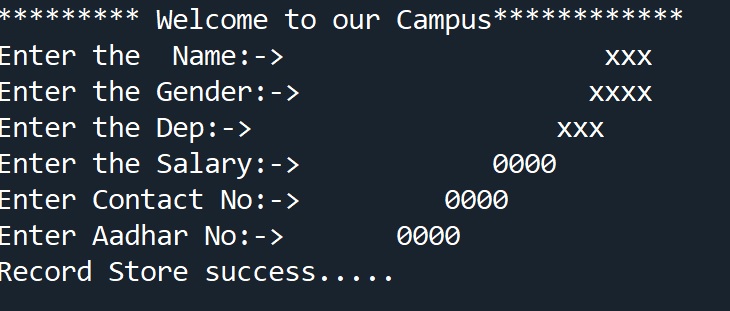 ********* Welcome to our Campus************
Enter the  Name:->                    xxx
Enter the Gender:->                  xxxx
Enter the Dep:->                   xxx
Enter the Salary:->            0000
Enter Contact No:->         0000
Enter Aadhar No:->       0000
Record Store success.....